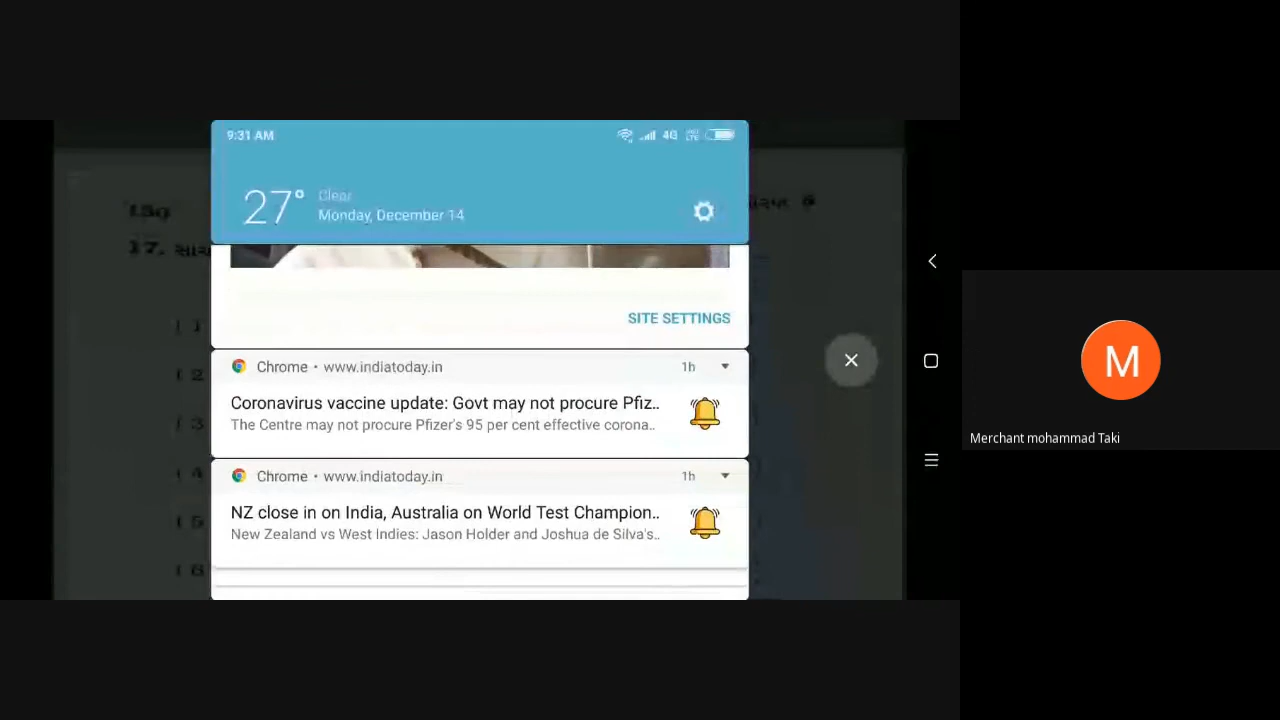 9:31 AM
4G
27°
Clear
Monday, December 14
17.
SITE SETTINGS
Chrome • www.indiatoday.in 1h
Coronavirus vaccine update: Govt may not procure Pfiz..
The Centre may not procure Pfizer's 95 per cent effective corona..
Chrome • www.indiatoday.in 1h
NZ close in on India, Australia on World Test Champion..
New Zealand vs West Indies: Jason Holder and Joshua de Silva's..
M
Merchant mohammad Taki